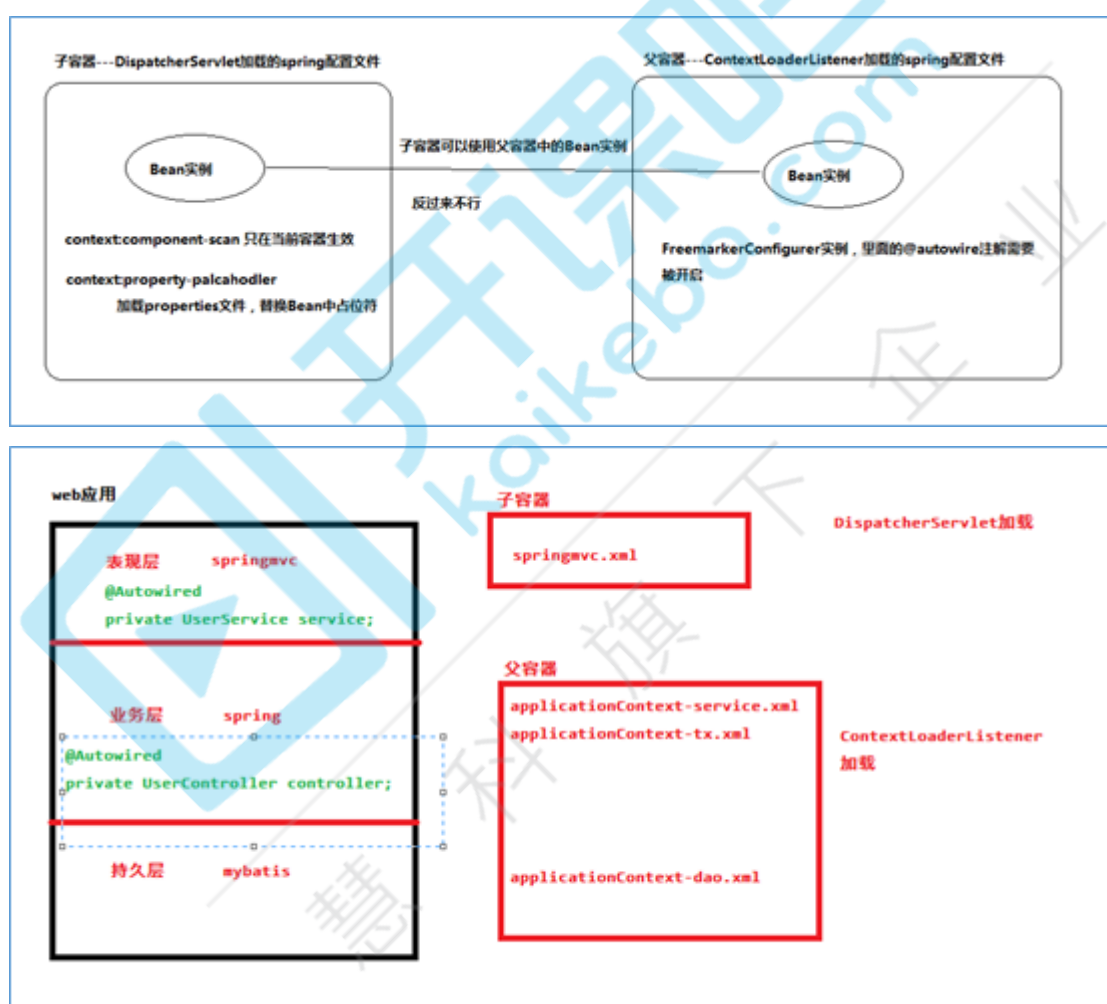 子容器---DispatcherServlet加载的spring配置文件
父容器---ContextLoaderListener加载的spring配置文件
Bean实例
子容器可以使用父容器中的Bean实例
反过来不行
Bean实例
context:component-scan 只在当前容器生效
context:property-palcahodler
加载properties文件，替换Bean中占位符
FreemarkerConfigurer实例，里面的@autowire注解需要
被开启
web应用
表现层 springmvc
@Autowired
private UserService service;
业务层 spring
@Autowired
private UserController controller;
持久层 mybatis
子容器
springmvc.xml
DispatcherServlet加载
父容器
applicationContext-service.xml
applicationContext-tx.xml
applicationContext-dao.xml
ContextLoaderListener
加载
开课吧
kaikebo.com
慧科旗下企业